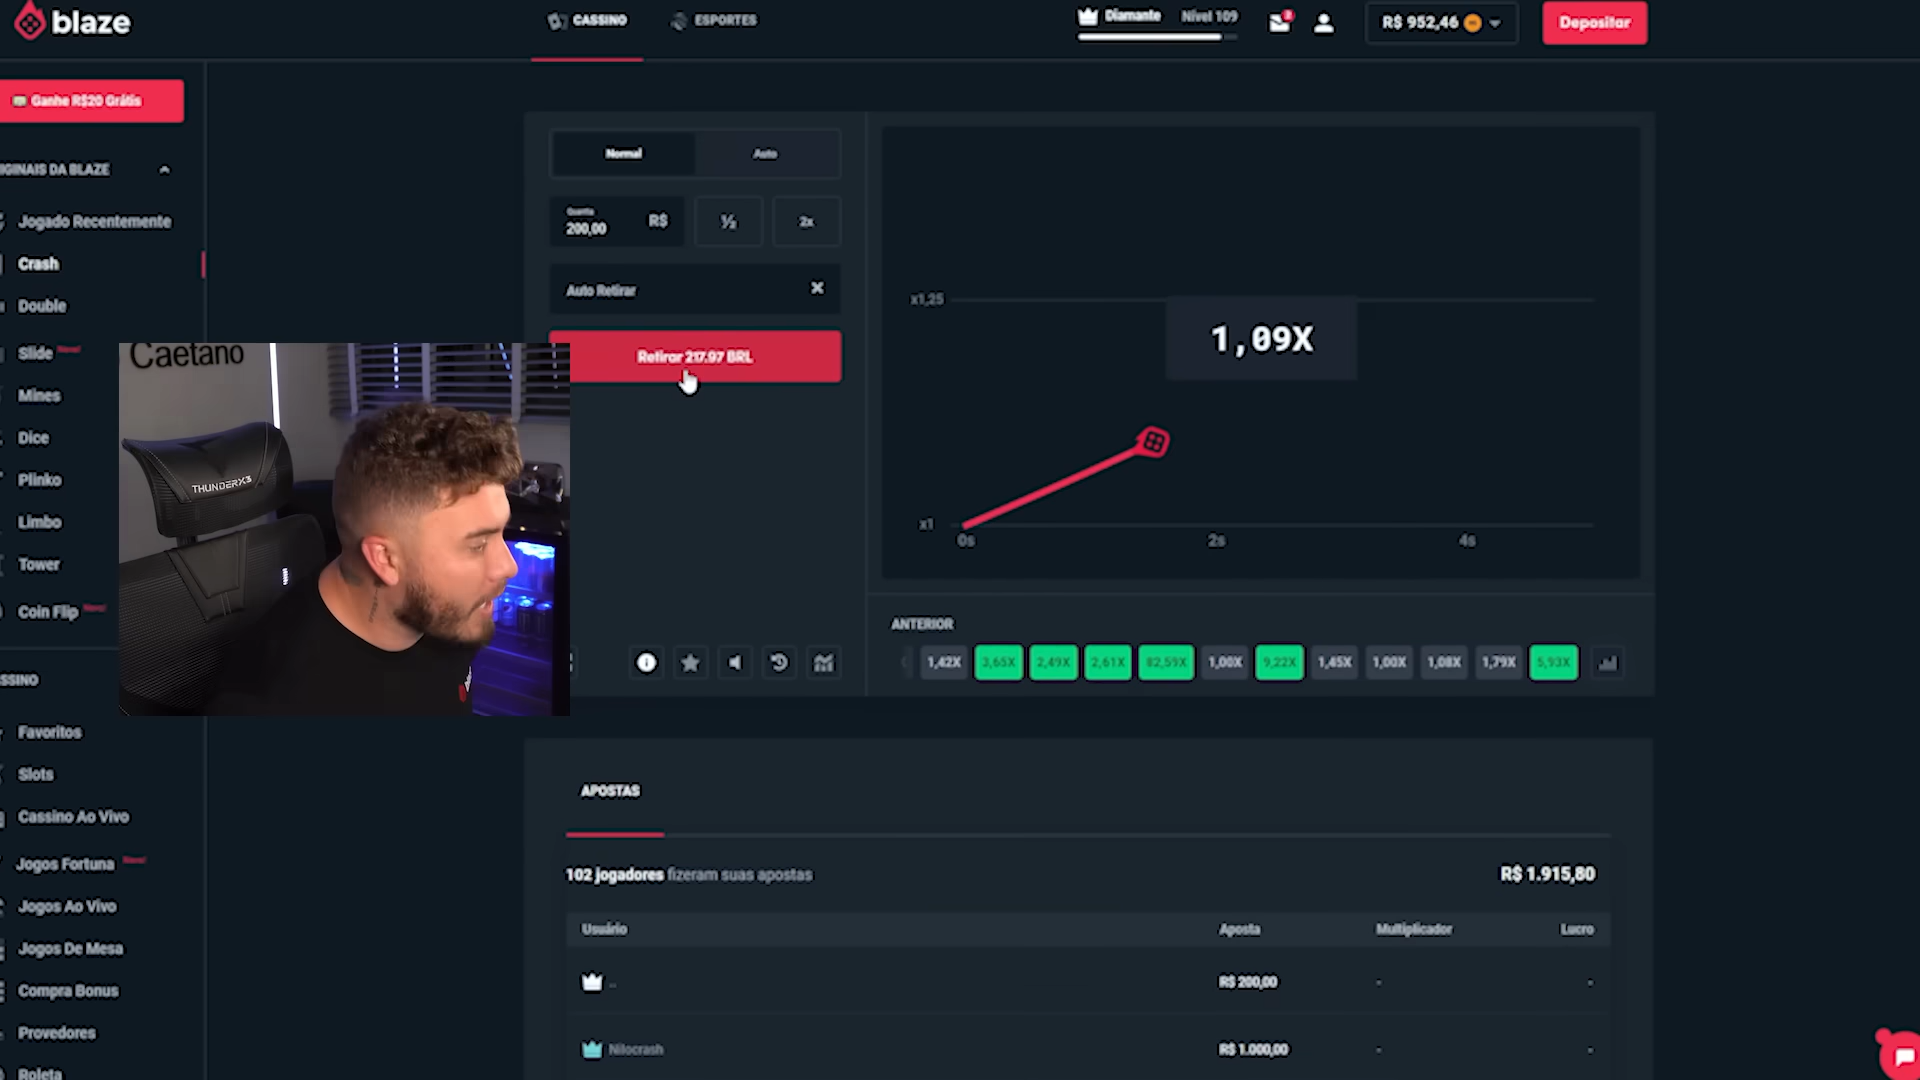 blaze
CASSINO
ESPORTES
Diamante
Nível 109
R$ 952,46
Depositar
Ganhe R$20 Grátis
IGINAIS DA BLAZE
Jogado Recentemente
Crash
Double
Slide
Mines
Dice
Plinko
Limbo
Tower
Coin Flip
SSINO
Favoritos
Slots
Cassino Ao Vivo
Jogos Fortuna
Jogos Ao Vivo
Jogos De Mesa
Compra Bonus
Provedores
Roleta
Caetano
THUNDERX3
Normal
Auto
Quantia
200,00
R$
½
2x
Auto Retirar
Retirar 217.97 BRL
x1,25
1,09X
x1
0s
2s
4s
ANTERIOR
1,42X
3,65X
2,49X
2,61X
82,59X
1,00X
9,22X
1,45X
1,00X
1,08X
1,79X
5,93X
APOSTAS
102 jogadores fizeram suas apostas
R$ 1.915,80
Usuário
Aposta
Multiplicador
Lucro
..
R$ 200,00
-
-
Nilocrash
R$ 1.000,00
-
-